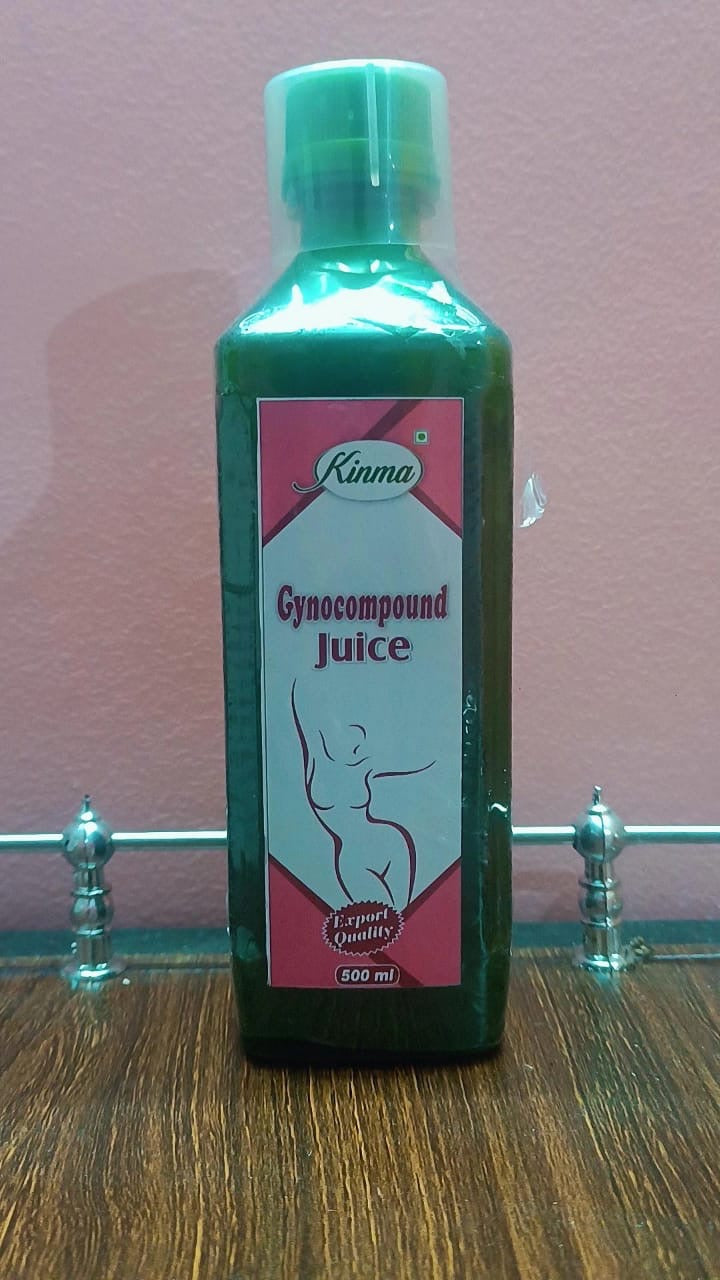 Kinma
Gynocompound
Juice
Export
Quality
500 ml